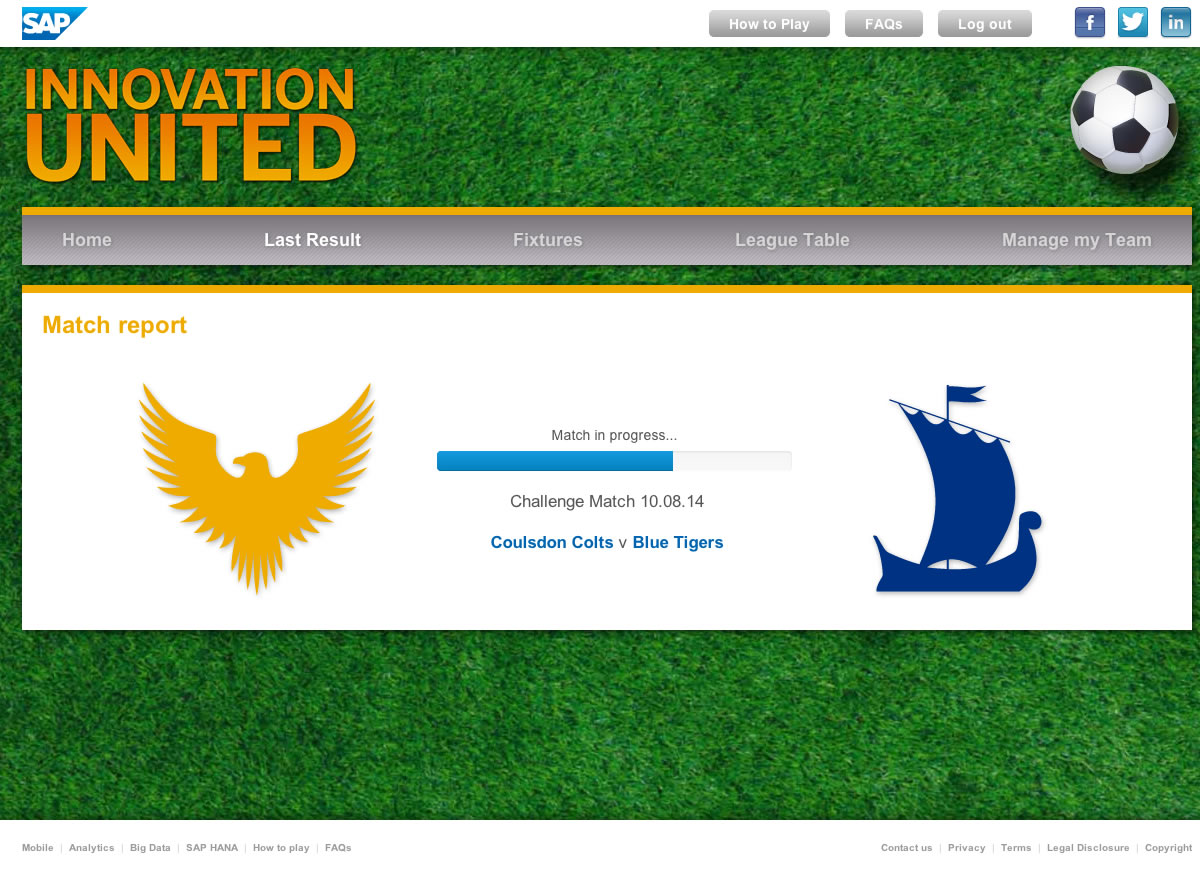 SAP
How to Play FAQs Log out f in
INNOVATION
UNITED
Home Last Result Fixtures League Table Manage my Team
Match report
Match in progress...
Challenge Match 10.08.14
Coulsdon Colts v Blue Tigers
Mobile | Analytics | Big Data | SAP HANA | How to play | FAQs
Contact us | Privacy | Terms | Legal Disclosure | Copyright